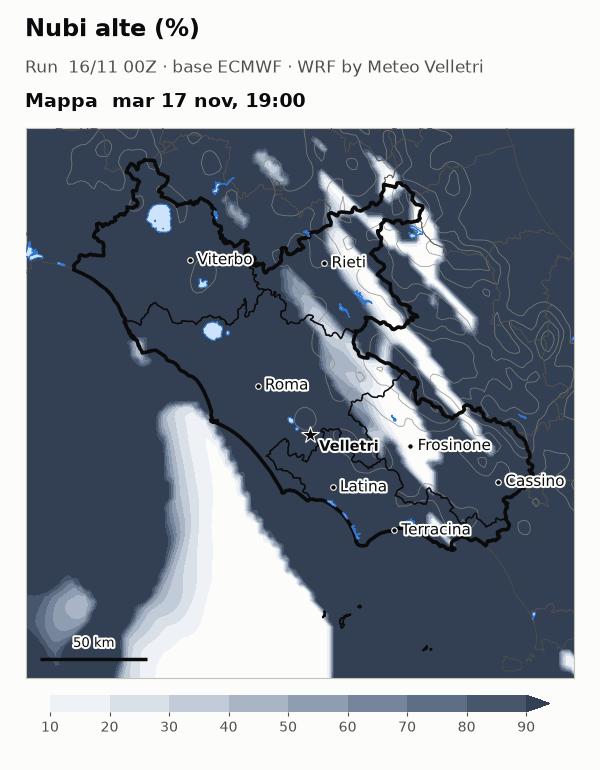 Nubi alte (%)
Run 16/11 00Z · base ECMWF · WRF by Meteo Velletri
Mappa mar 17 nov, 19:00
Viterbo
Rieti
Roma
Velletri
Frosinone
Cassino
Latina
Terracina
50 km
10 20 30 40 50 60 70 80 90